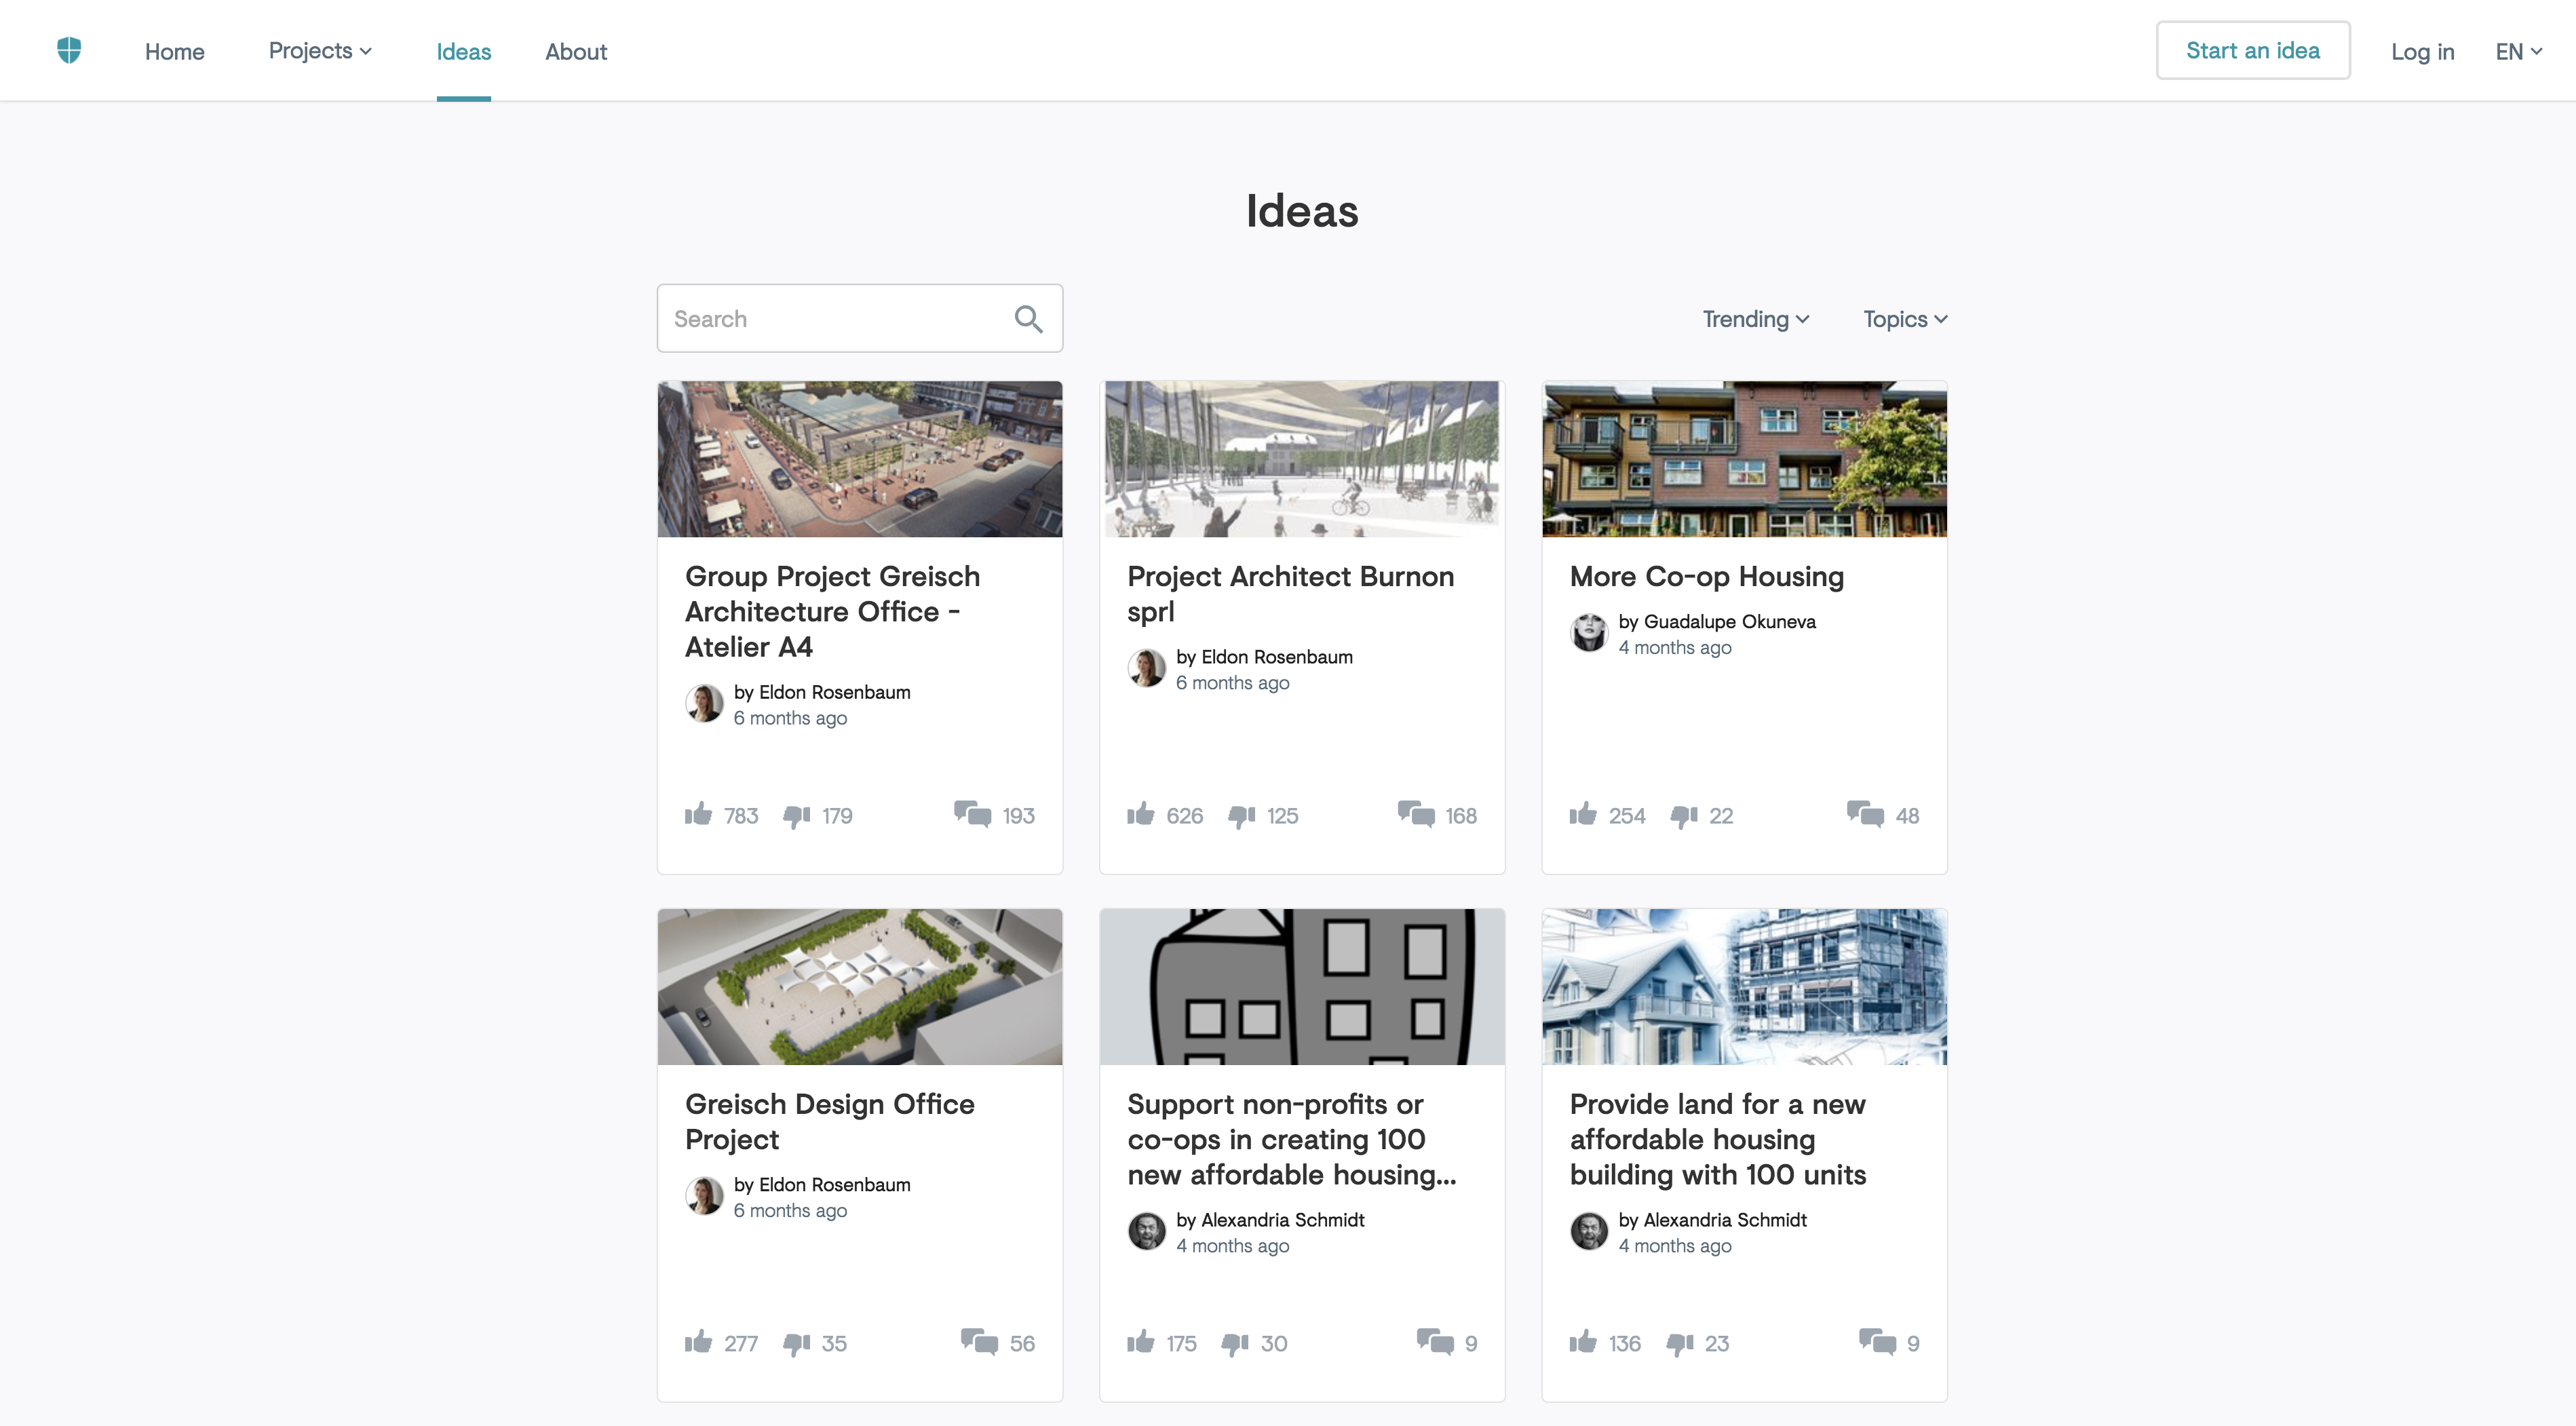 Home Projects Ideas About Start an idea Log in EN
Ideas
Search Trending Topics
Group Project Greisch
Architecture Office -
Atelier A4
by Eldon Rosenbaum
6 months ago
783 179 193
Project Architect Burnon
sprl
by Eldon Rosenbaum
6 months ago
626 125 168
More Co-op Housing
by Guadalupe Okuneva
4 months ago
254 22 48
Greisch Design Office
Project
by Eldon Rosenbaum
6 months ago
277 35 56
Support non-profits or
co-ops in creating 100
new affordable housing...
by Alexandria Schmidt
4 months ago
175 30 9
Provide land for a new
affordable housing
building with 100 units
by Alexandria Schmidt
4 months ago
136 23 9